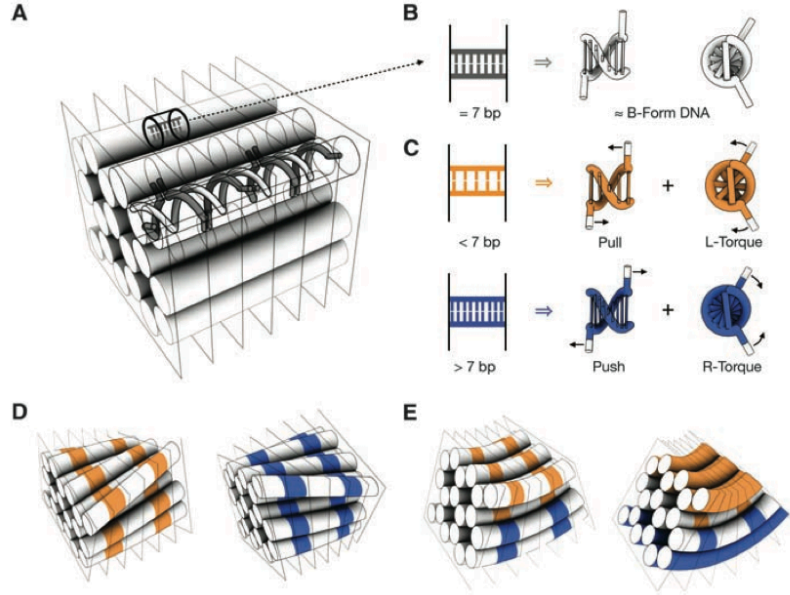 A
B
= 7 bp
≈ B-Form DNA
C
+
< 7 bp
Pull
L-Torque
+
> 7 bp
Push
R-Torque
D
E